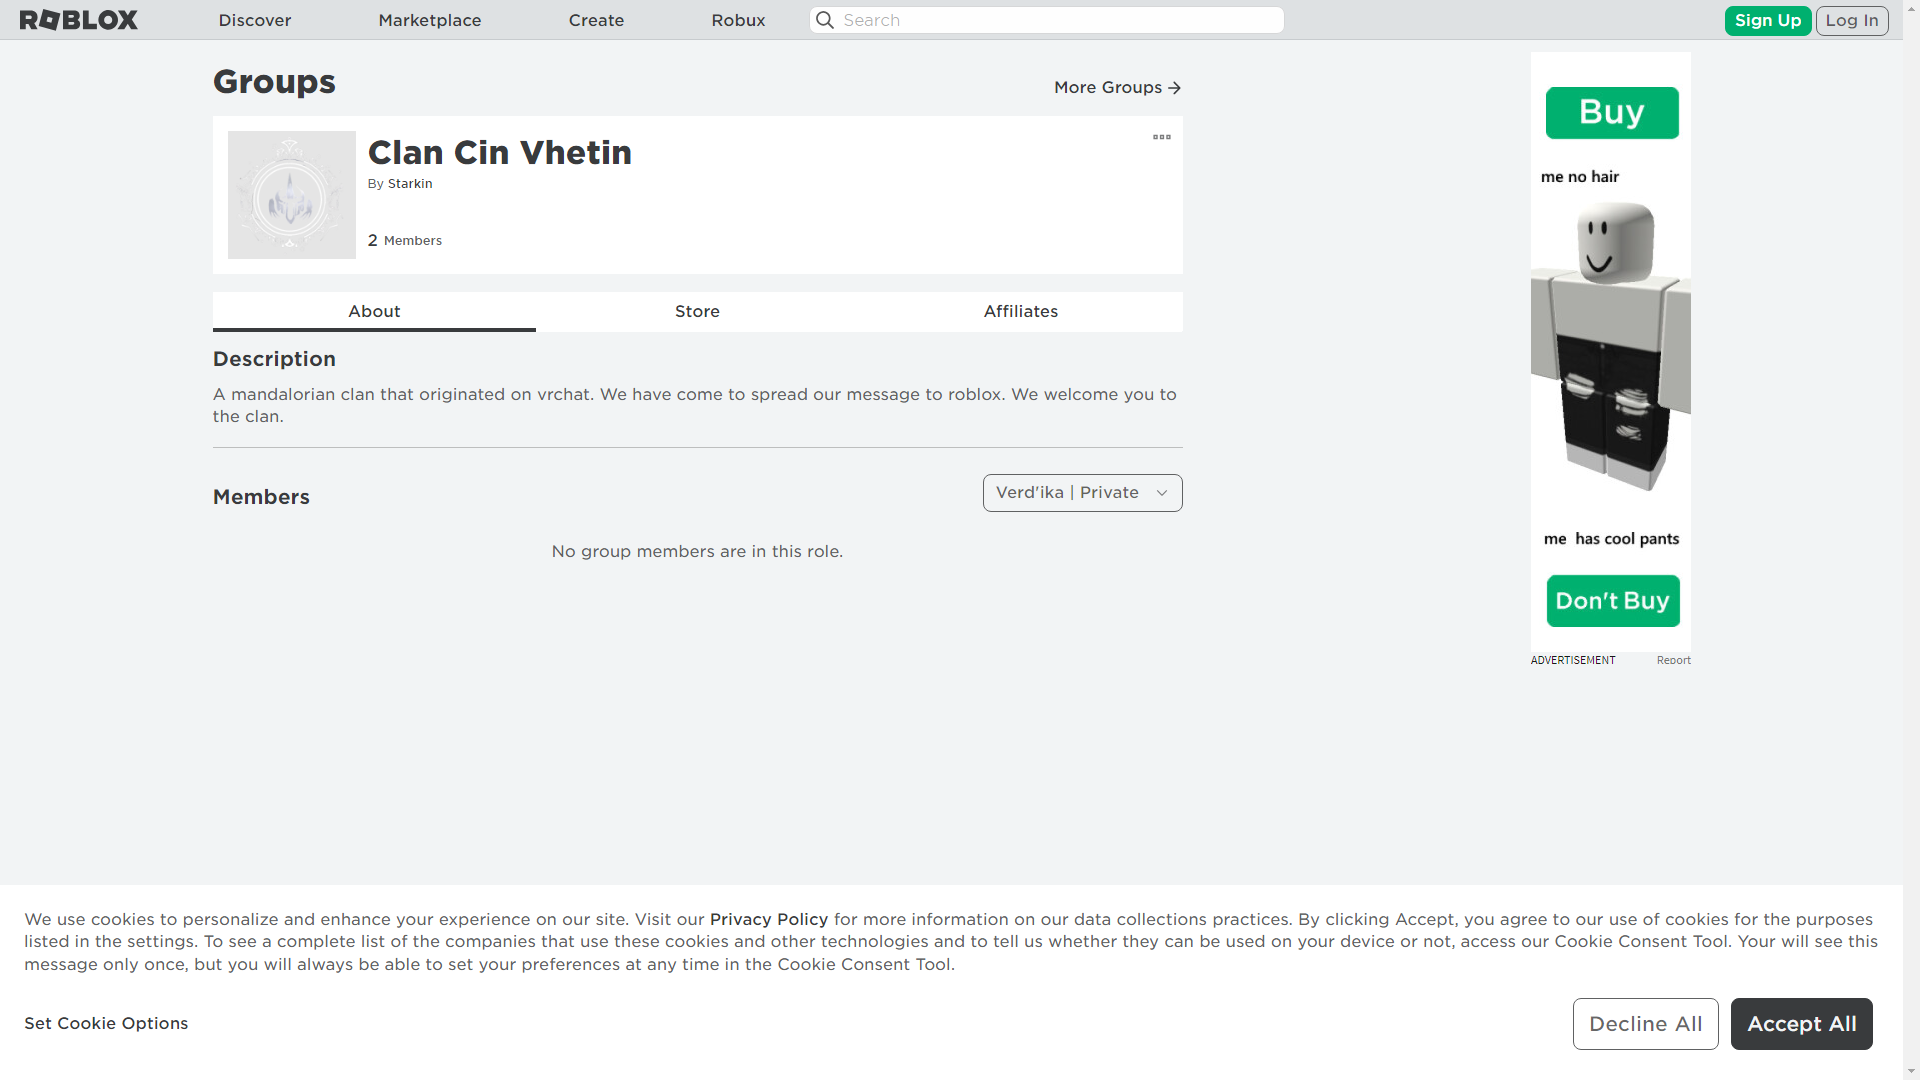 ROBLOX
Discover
Marketplace
Create
Robux
Search
Sign Up
Log In
Groups
More Groups
Clan Cin Vhetin
By Starkin
2 Members
About
Store
Affiliates
Description
A mandalorian clan that originated on vrchat. We have come to spread our message to roblox. We welcome you to
the clan.
Members
Verd'ika | Private
No group members are in this role.
Buy
me no hair
me has cool pants
Don't Buy
ADVERTISEMENT
Report
We use cookies to personalize and enhance your experience on our site. Visit our Privacy Policy for more information on our data collections practices. By clicking Accept, you agree to our use of cookies for the purposes
listed in the settings. To see a complete list of the companies that use these cookies and other technologies and to tell us whether they can be used on your device or not, access our Cookie Consent Tool. Your will see this
message only once, but you will always be able to set your preferences at any time in the Cookie Consent Tool.
Set Cookie Options
Decline All
Accept All